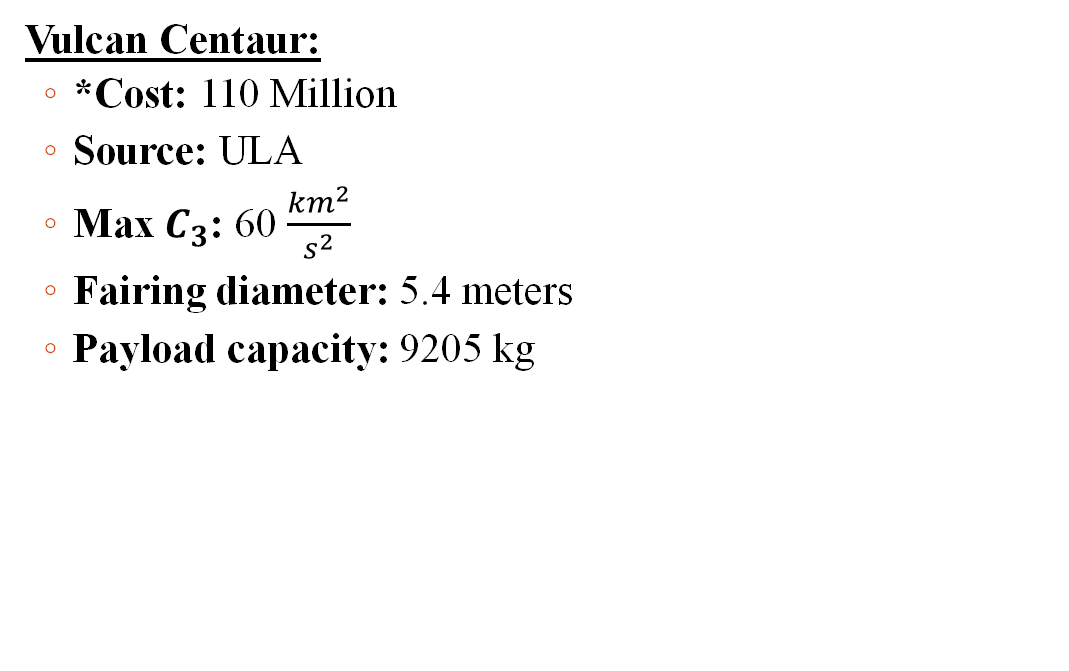 Vulcan Centaur:
◦ *Cost: 110 Million
◦ Source: ULA
◦ Max C₃: 60 km²/s²
◦ Fairing diameter: 5.4 meters
◦ Payload capacity: 9205 kg